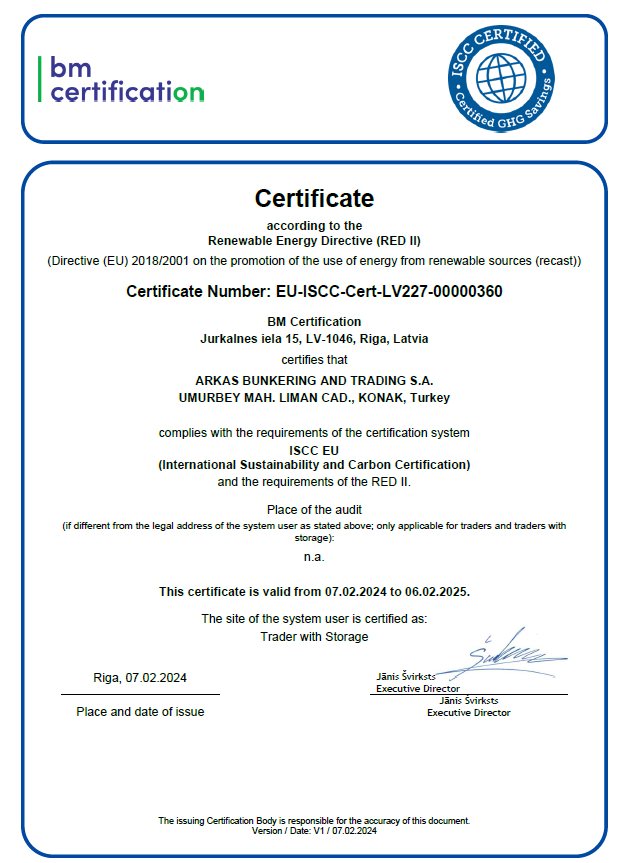 bm
certification
ISCC CERTIFIED
Certified GHG Savings
Certificate
according to the
Renewable Energy Directive (RED II)
(Directive (EU) 2018/2001 on the promotion of the use of energy from renewable sources (recast))
Certificate Number: EU-ISCC-Cert-LV227-00000360
BM Certification
Jurkalnes iela 15, LV-1046, Riga, Latvia
certifies that
ARKAS BUNKERING AND TRADING S.A.
UMURBEY MAH. LIMAN CAD., KONAK, Turkey
complies with the requirements of the certification system
ISCC EU
(International Sustainability and Carbon Certification)
and the requirements of the RED II.
Place of the audit
(if different from the legal address of the system user as stated above; only applicable for traders and traders with
storage):
n.a.
This certificate is valid from 07.02.2024 to 06.02.2025.
The site of the system user is certified as:
Trader with Storage
Riga, 07.02.2024
Place and date of issue
Jānis Švirksts
Executive Director
Jānis Švirksts
Executive Director
The issuing Certification Body is responsible for the accuracy of this document.
Version / Date: V1 / 07.02.2024